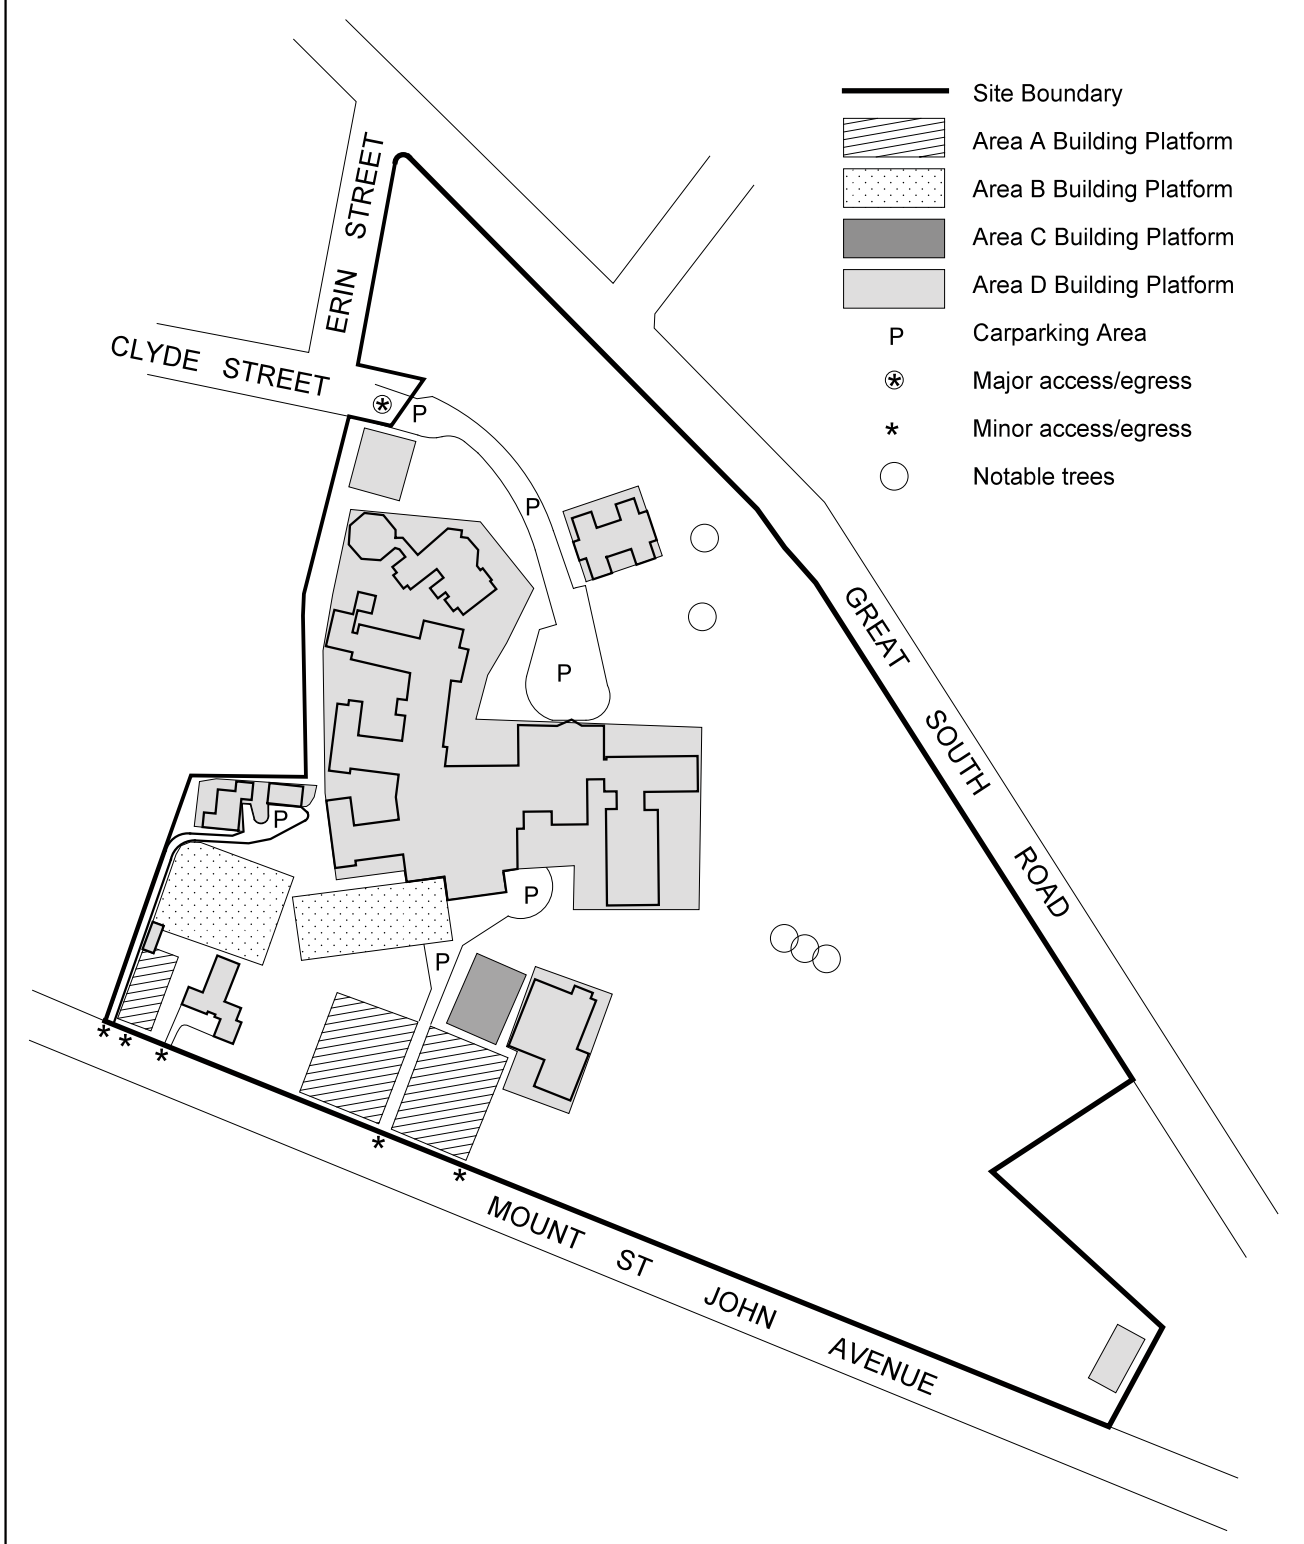 Site Boundary
Area A Building Platform
Area B Building Platform
Area C Building Platform
Area D Building Platform
P Carparking Area
* Major access/egress
* Minor access/egress
Notable trees
ERIN STREET
CLYDE STREET
*
P
P
P
P
P
P
* * *
*
*
GREAT SOUTH ROAD
MOUNT ST JOHN AVENUE